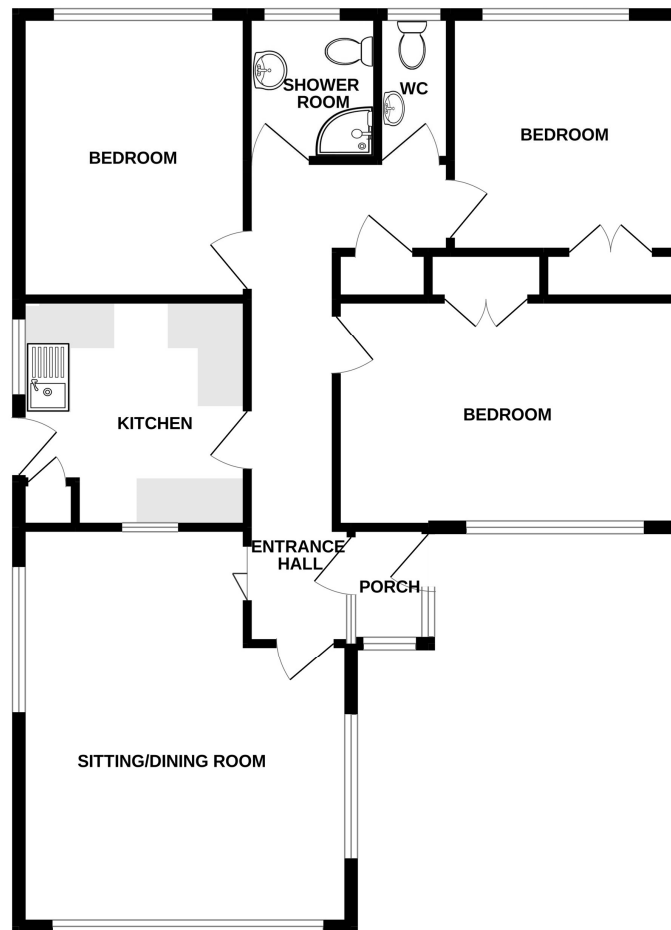 SHOWER
ROOM
WC
BEDROOM
BEDROOM
BEDROOM
KITCHEN
ENTRANCE
HALL
PORCH
SITTING/DINING ROOM